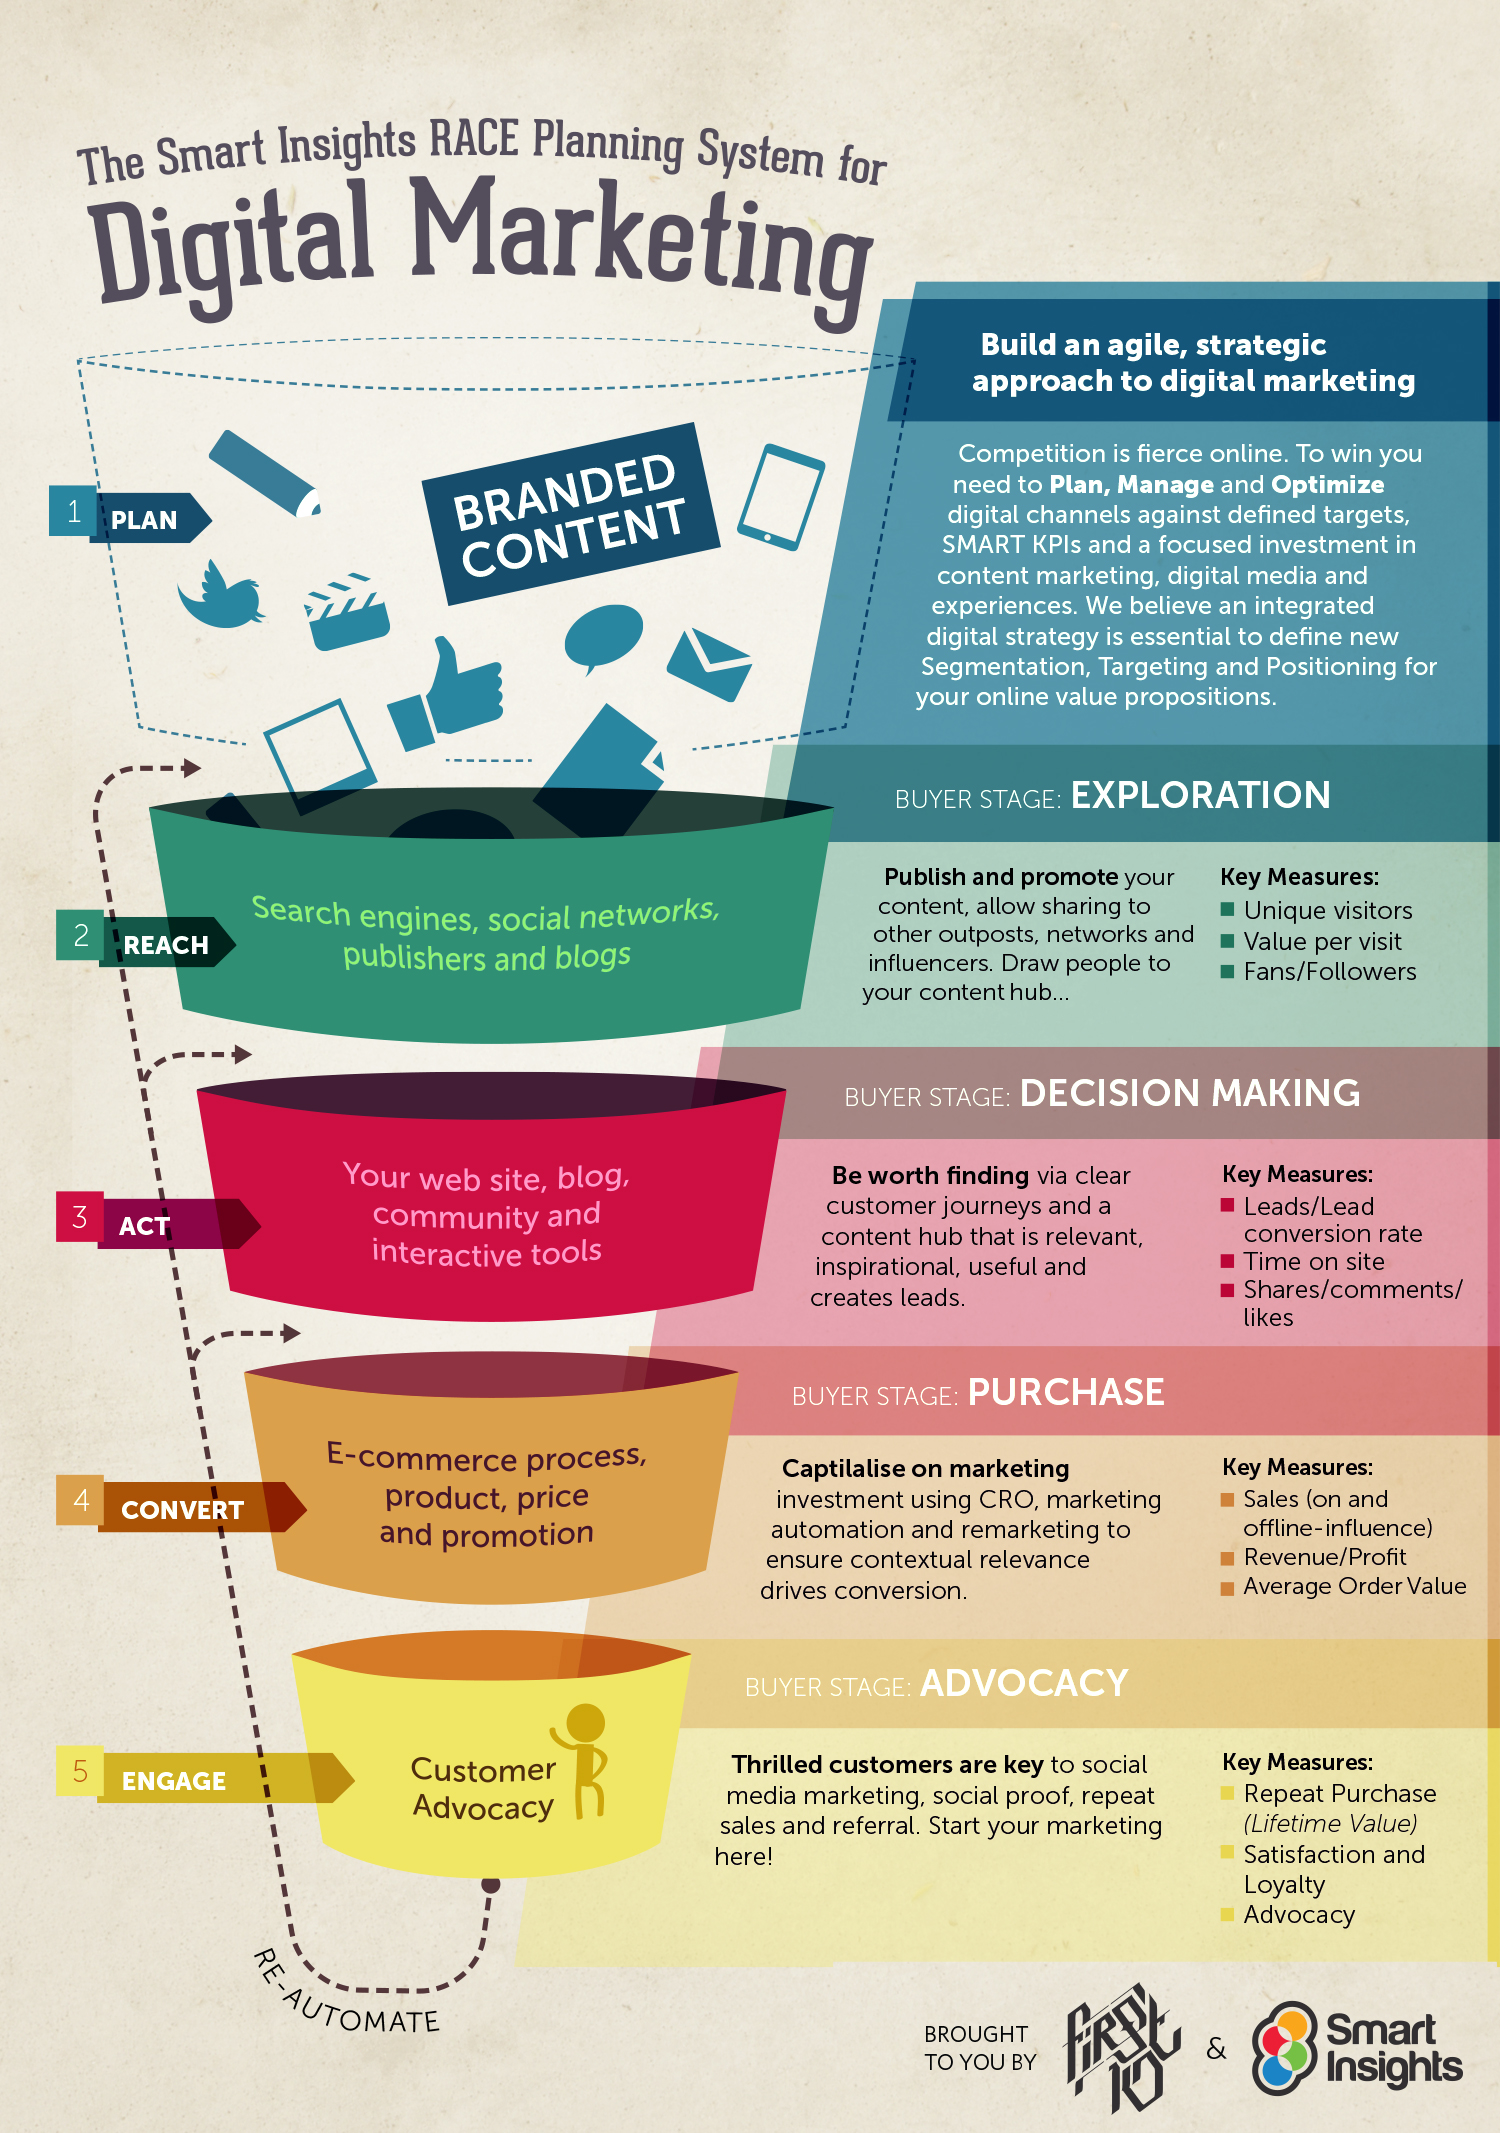 The Smart Insights RACE Planning System for
Digital Marketing
Build an agile, strategic
approach to digital marketing
Competition is fierce online. To win you
need to Plan, Manage and Optimize
digital channels against defined targets,
SMART KPIs and a focused investment in
content marketing, digital media and
experiences. We believe an integrated
digital strategy is essential to define new
Segmentation, Targeting and Positioning for
your online value propositions.
1 PLAN
BRANDED
CONTENT
BUYER STAGE: EXPLORATION
2 REACH
Search engines, social networks,
publishers and blogs
Publish and promote your
content, allow sharing to
other outposts, networks and
influencers. Draw people to
your content hub...
Key Measures:
Unique visitors
Value per visit
Fans/Followers
BUYER STAGE: DECISION MAKING
3 ACT
Your web site, blog,
community and
interactive tools
Be worth finding via clear
customer journeys and a
content hub that is relevant,
inspirational, useful and
creates leads.
Key Measures:
Leads/Lead
conversion rate
Time on site
Shares/comments/
likes
BUYER STAGE: PURCHASE
4 CONVERT
E-commerce process,
product, price
and promotion
Captilalise on marketing
investment using CRO, marketing
automation and remarketing to
ensure contextual relevance
drives conversion.
Key Measures:
Sales (on and
offline-influence)
Revenue/Profit
Average Order Value
BUYER STAGE: ADVOCACY
5 ENGAGE
Customer
Advocacy
Thrilled customers are key to social
media marketing, social proof, repeat
sales and referral. Start your marketing
here!
Key Measures:
Repeat Purchase
(Lifetime Value)
Satisfaction and
Loyalty
Advocacy
RE-AUTOMATE
BROUGHT
TO YOU BY
first
10
&
Smart
Insights